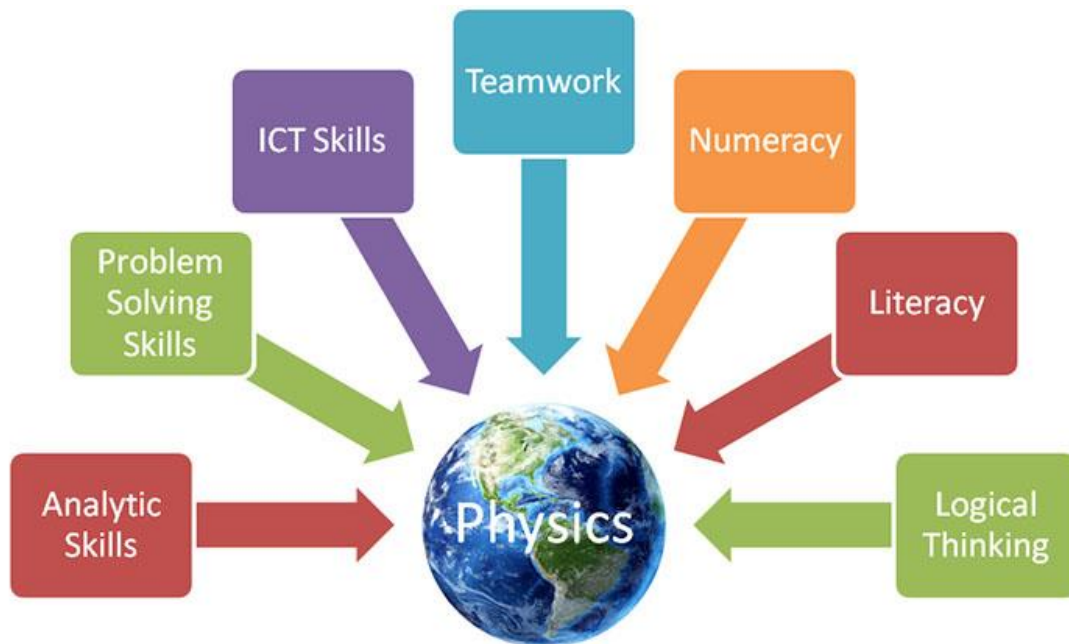 Teamwork
ICT Skills
Numeracy
Problem
Solving
Skills
Literacy
Analytic
Skills
Physics
Logical
Thinking